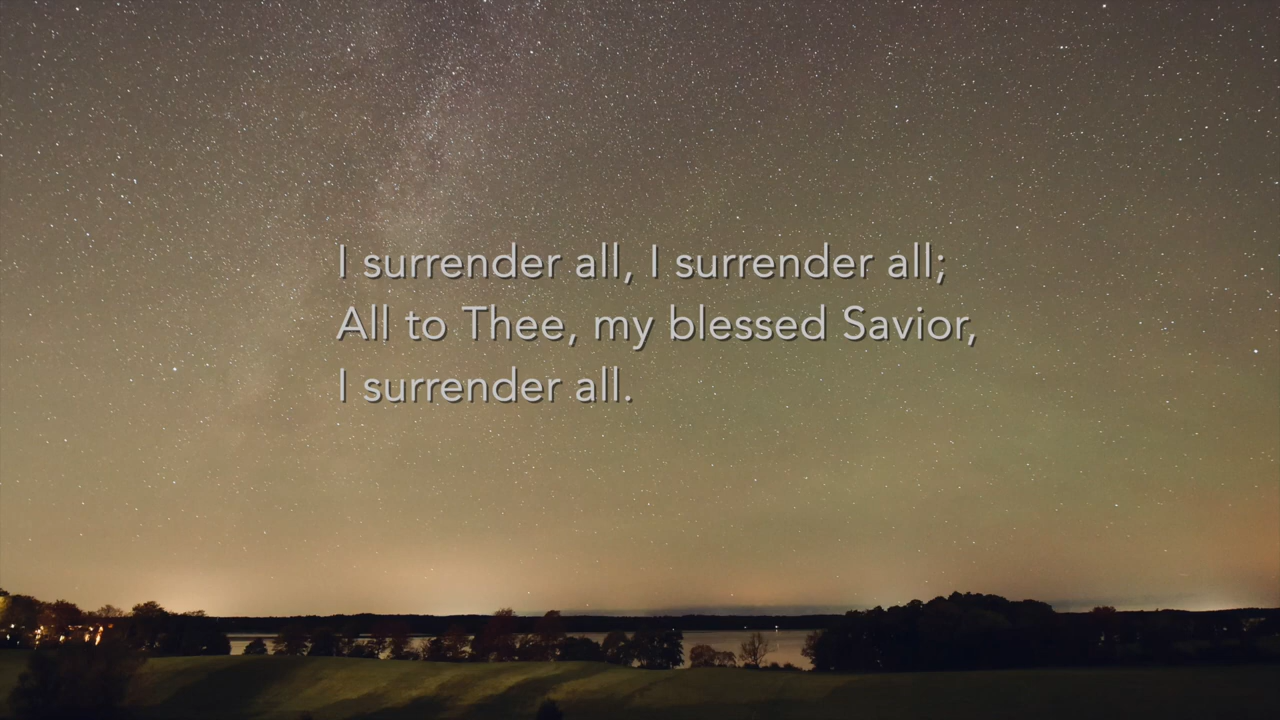 I surrender all, I surrender all;
All to Thee, my blessed Savior,
I surrender all.